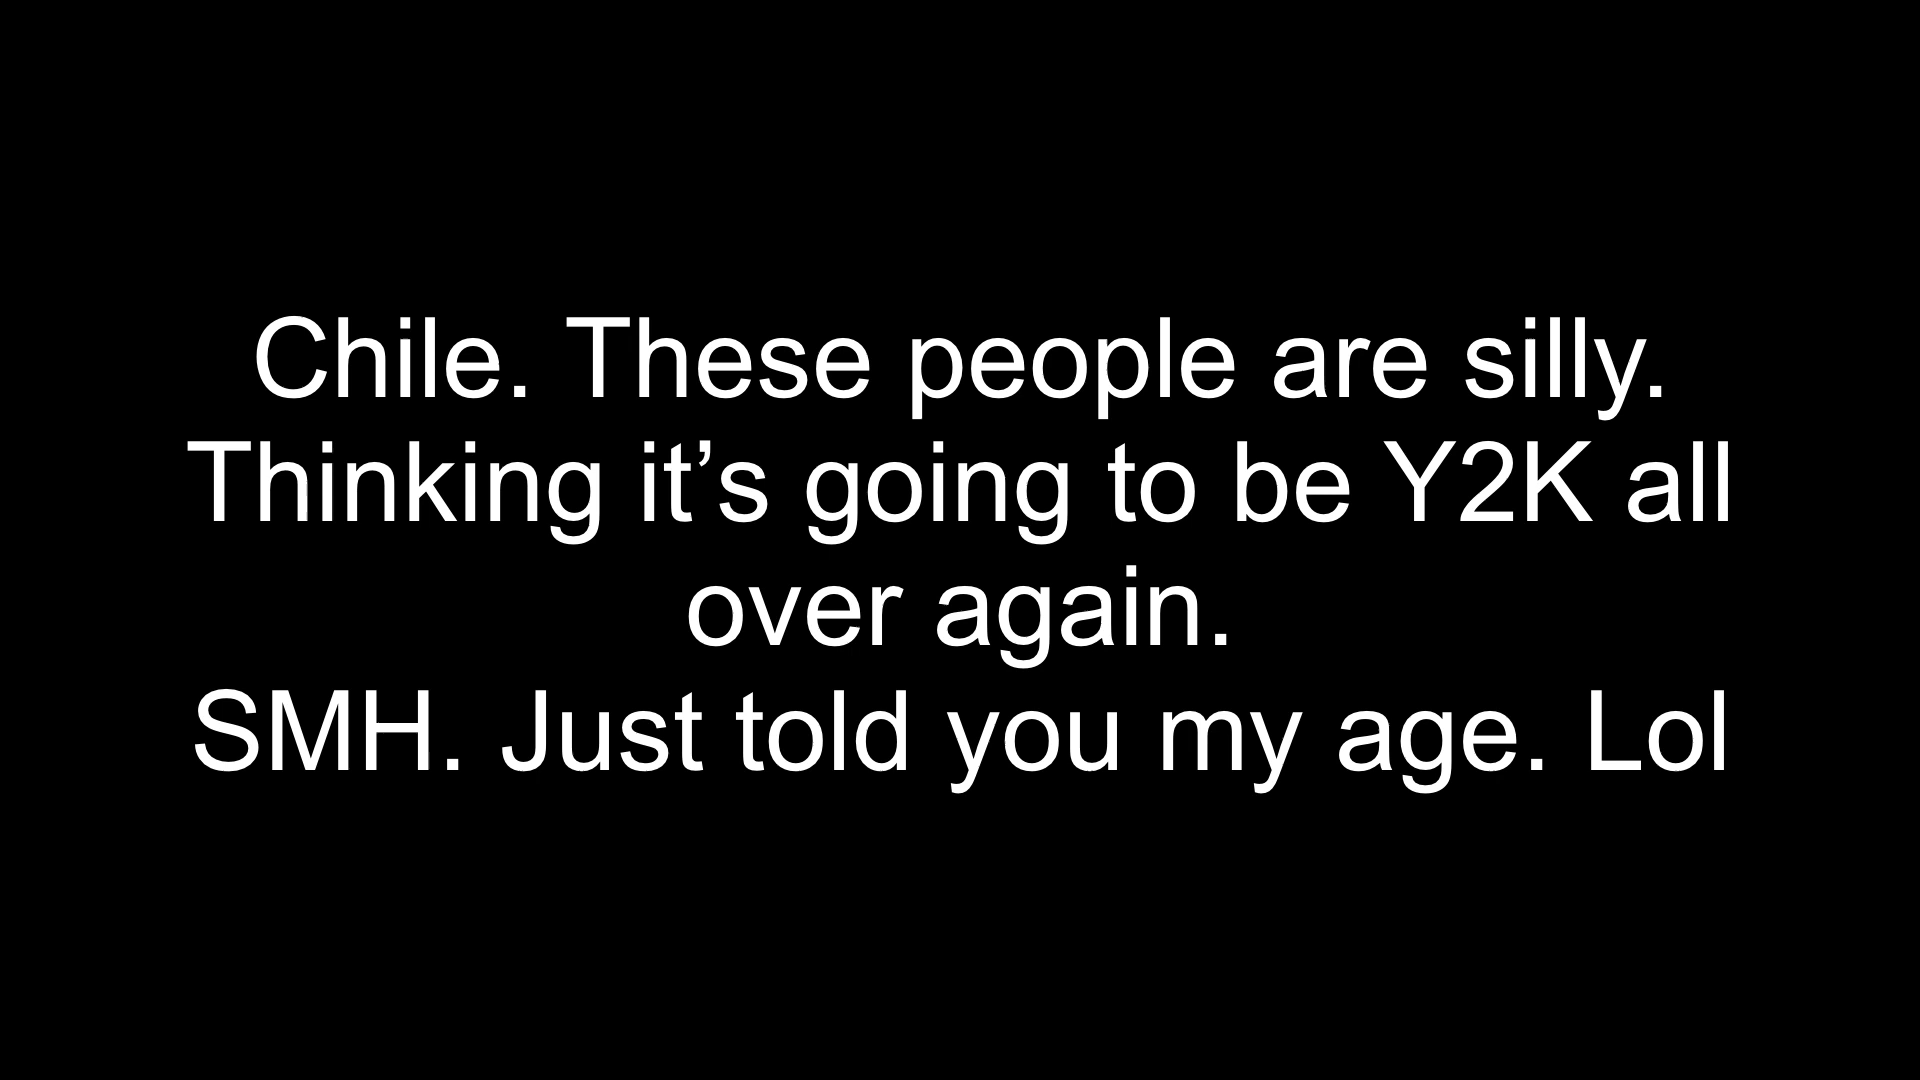 Chile. These people are silly.
Thinking it’s going to be Y2K all
over again.
SMH. Just told you my age. Lol